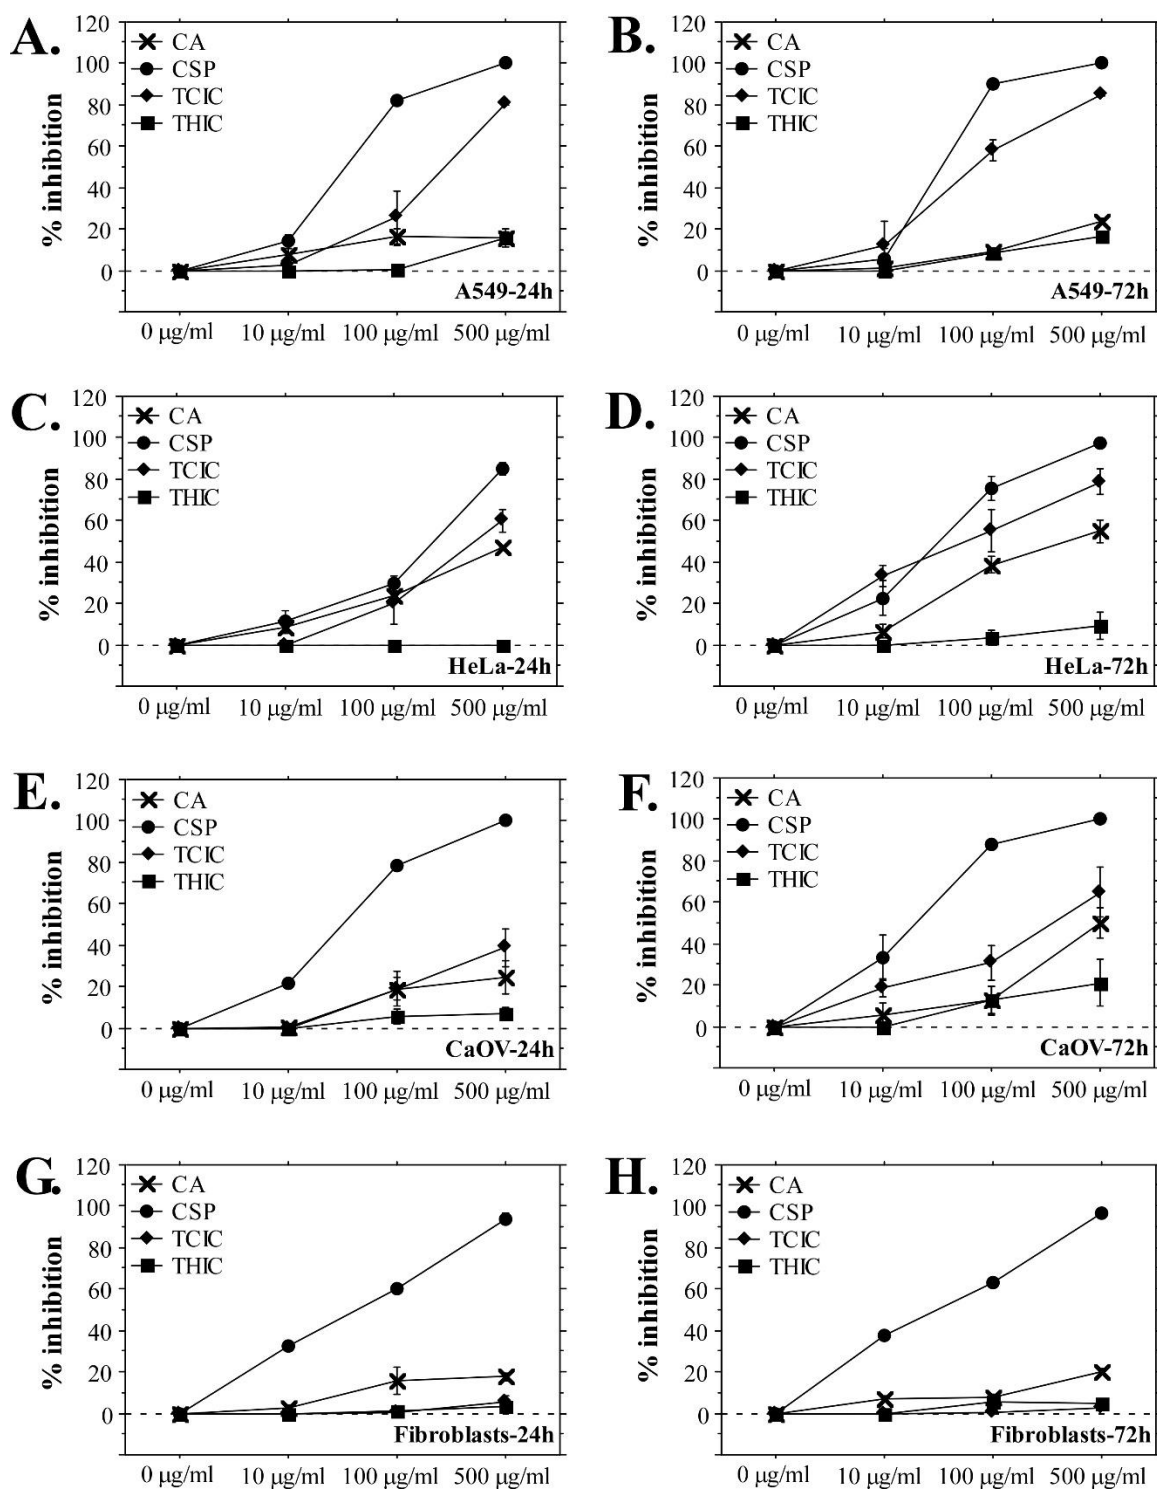 A.
120
100
80
60
40
20
0
% inhibition
CA
CSP
TCIC
THIC
A549-24h
0 µg/ml 10 µg/ml 100 µg/ml 500 µg/ml
B.
120
100
80
60
40
20
0
% inhibition
CA
CSP
TCIC
THIC
A549-72h
0 µg/ml 10 µg/ml 100 µg/ml 500 µg/ml
C.
120
100
80
60
40
20
0
% inhibition
CA
CSP
TCIC
THIC
HeLa-24h
0 µg/ml 10 µg/ml 100 µg/ml 500 µg/ml
D.
120
100
80
60
40
20
0
% inhibition
CA
CSP
TCIC
THIC
HeLa-72h
0 µg/ml 10 µg/ml 100 µg/ml 500 µg/ml
E.
120
100
80
60
40
20
0
% inhibition
CA
CSP
TCIC
THIC
CaOV-24h
0 µg/ml 10 µg/ml 100 µg/ml 500 µg/ml
F.
120
100
80
60
40
20
0
% inhibition
CA
CSP
TCIC
THIC
CaOV-72h
0 µg/ml 10 µg/ml 100 µg/ml 500 µg/ml
G.
120
100
80
60
40
20
0
% inhibition
CA
CSP
TCIC
THIC
Fibroblasts-24h
0 µg/ml 10 µg/ml 100 µg/ml 500 µg/ml
H.
120
100
80
60
40
20
0
% inhibition
CA
CSP
TCIC
THIC
Fibroblasts-72h
0 µg/ml 10 µg/ml 100 µg/ml 500 µg/ml